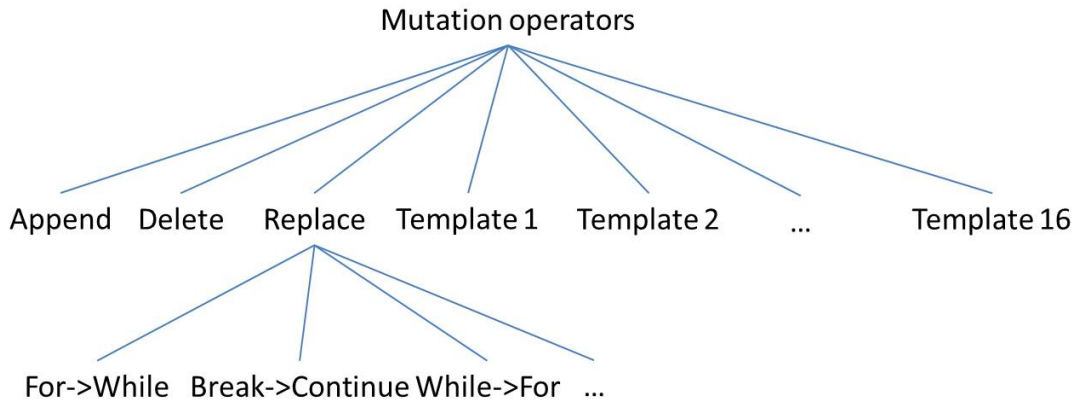 Mutation operators
Append Delete Replace Template 1 Template 2 ... Template 16
For->While Break->Continue While->For ...